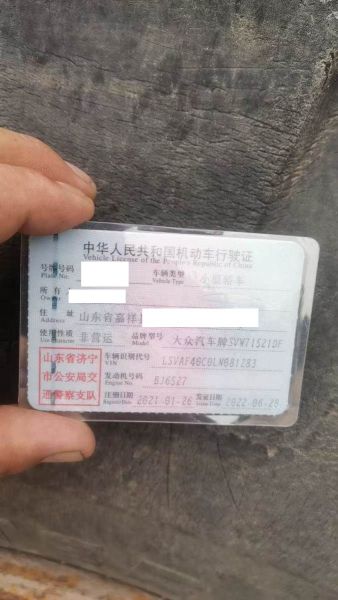 中华人民共和国机动车行驶证
Vehicle License of the People's Republic of China
号牌号码 车辆类型 小型轿车
Plate No. Vehicle Type
所有
Owner
住 址 山东省嘉祥
Address
使用性质 非营运 品牌型号 大众汽车牌SVW71521DF
Model
山东省济宁 车辆识别代号 LSVAF46C0LN681283
VIN
市公安局交 发动机号码 BJ6527
Engine No.
通警察支队 注册日期 2021-01-26 发证日期 2022-06-28
Register Date Issue Date